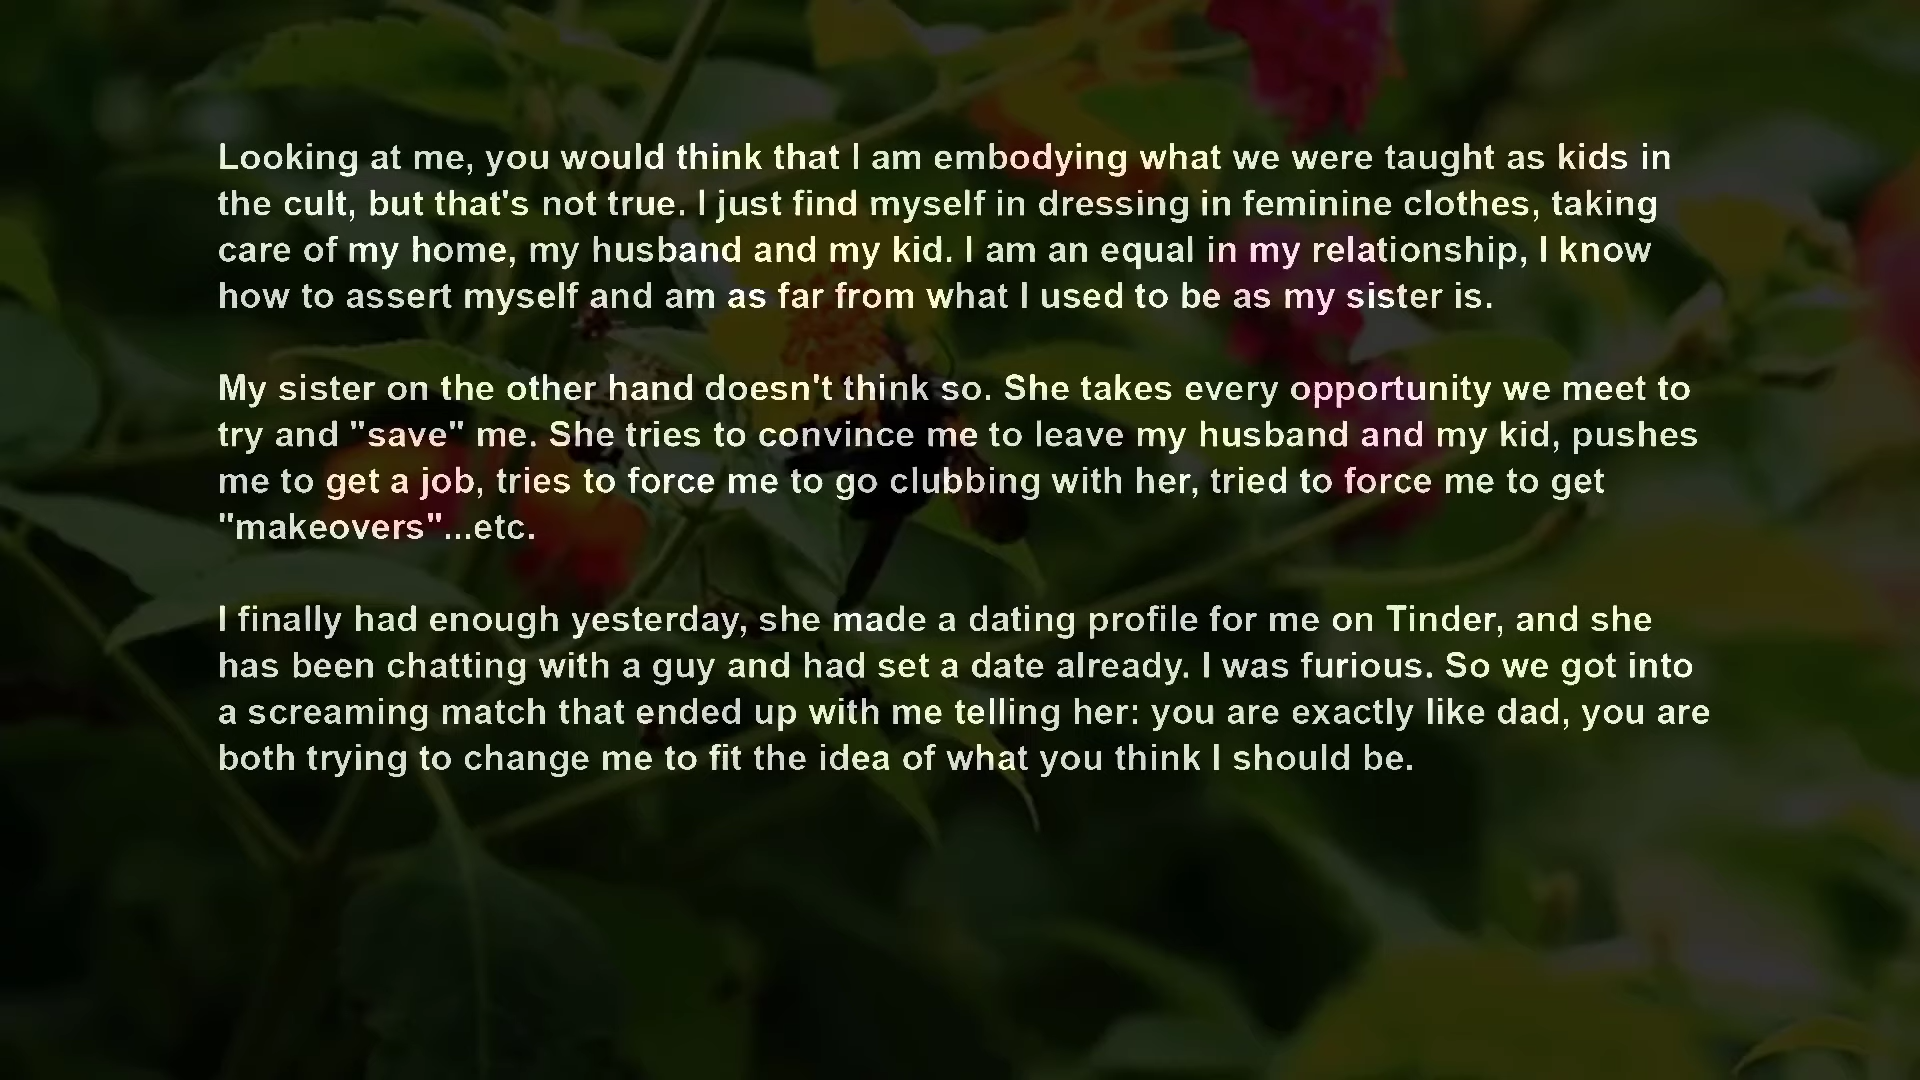 Looking at me, you would think that I am embodying what we were taught as kids in
the cult, but that's not true. I just find myself in dressing in feminine clothes, taking
care of my home, my husband and my kid. I am an equal in my relationship, I know
how to assert myself and am as far from what I used to be as my sister is.
My sister on the other hand doesn't think so. She takes every opportunity we meet to
try and "save" me. She tries to convince me to leave my husband and my kid, pushes
me to get a job, tries to force me to go clubbing with her, tried to force me to get
"makeovers"...etc.
I finally had enough yesterday, she made a dating profile for me on Tinder, and she
has been chatting with a guy and had set a date already. I was furious. So we got into
a screaming match that ended up with me telling her: you are exactly like dad, you are
both trying to change me to fit the idea of what you think I should be.